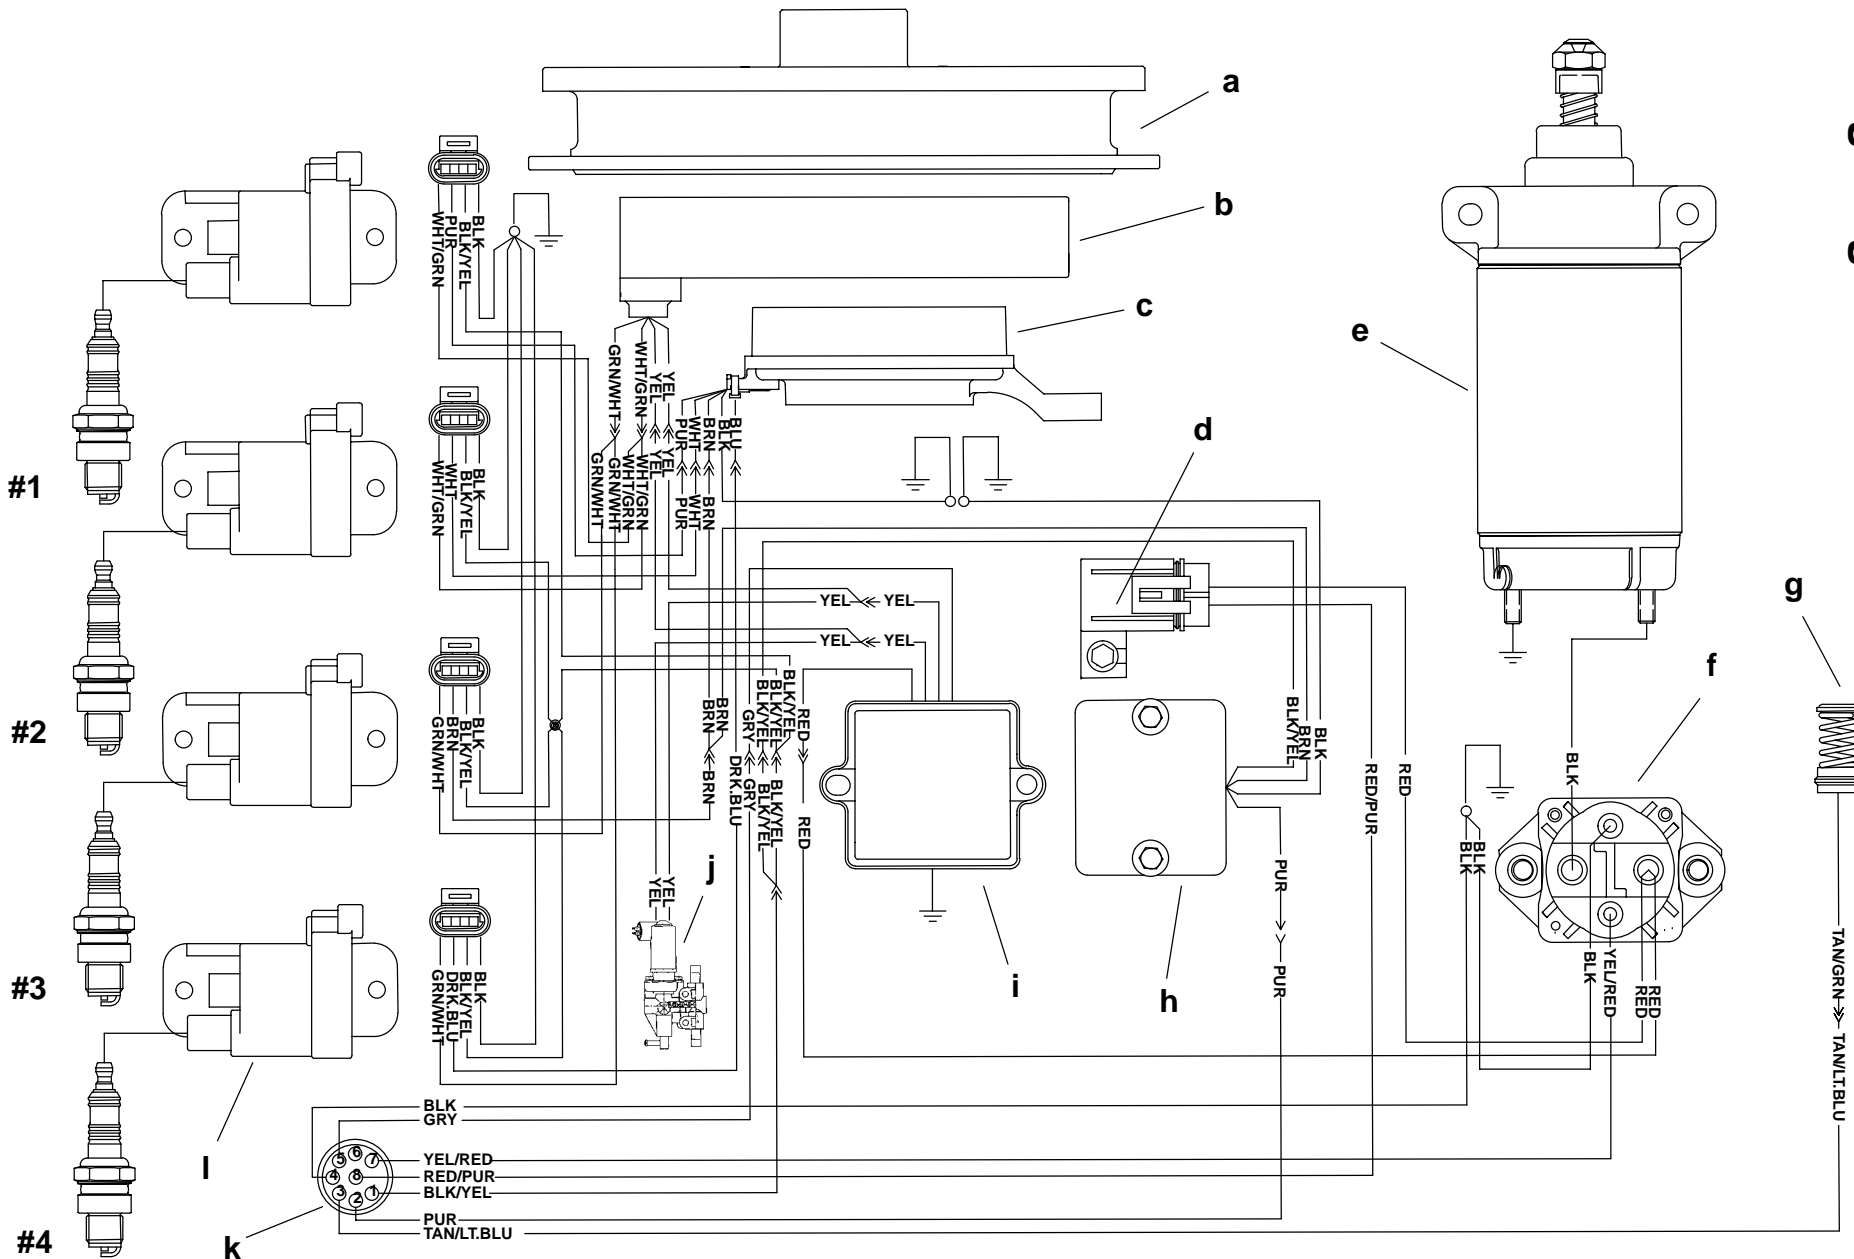 a
b
c
d
e
f
g
h
i
j
k
l
#1
#2
#3
#4
WHT/GRN
PUR
BLK/YEL
BLK
WHT/GRN
WHT
BLK/YEL
BLK
GRN/WHT
BRN
BLK/YEL
BLK
GRN/WHT
DRK.BLU
BLK/YEL
BLK
GRN/WHT
WHT/GRN
YEL
YEL
GRN/WHT
GRN/WHT
WHT/GRN
WHT/GRN
YEL
YEL
PUR
WHT
BRN
BLK
BLU
PUR
WHT
BRN
YEL
YEL
YEL
YEL
BRN
BRN
BRN
DRK.BLU
GRY
GRY
BLK/YEL
BLK/YEL
BLK/YEL
BLK/YEL
BLK/YEL
RED
RED
YEL
YEL
BLK/YEL
BRN
BLK
PUR
PUR
RED/PUR
RED
BLK
BLK
BLK
BLK
YEL/RED
RED
RED
TAN/GRN
TAN/LT.BLU
BLK
GRY
YEL/RED
RED/PUR
BLK/YEL
PUR
TAN/LT.BLU
5
6
7
4
8
3
2
1